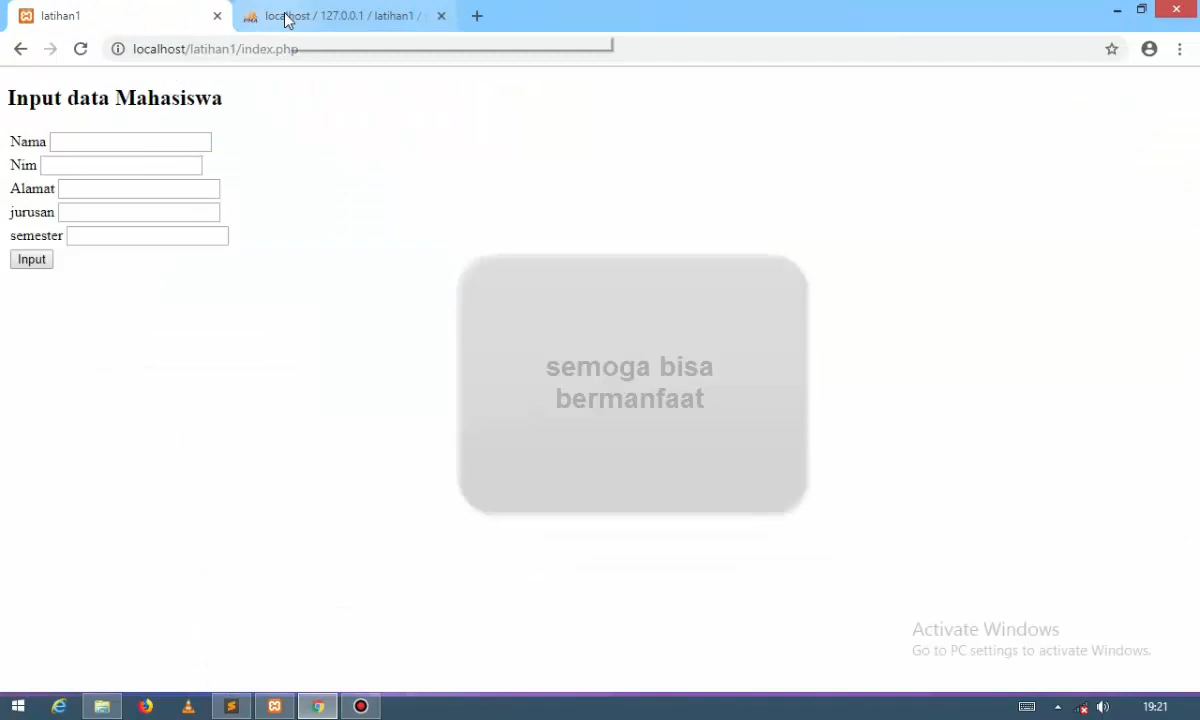 latihan1
localhost / 127.0.0.1 / latihan1 /
localhost/latihan1/index.php
Input data Mahasiswa
Nama
Nim
Alamat
jurusan
semester
Input
semoga bisa
bermanfaat
Activate Windows
Go to PC settings to activate Windows.
19:21